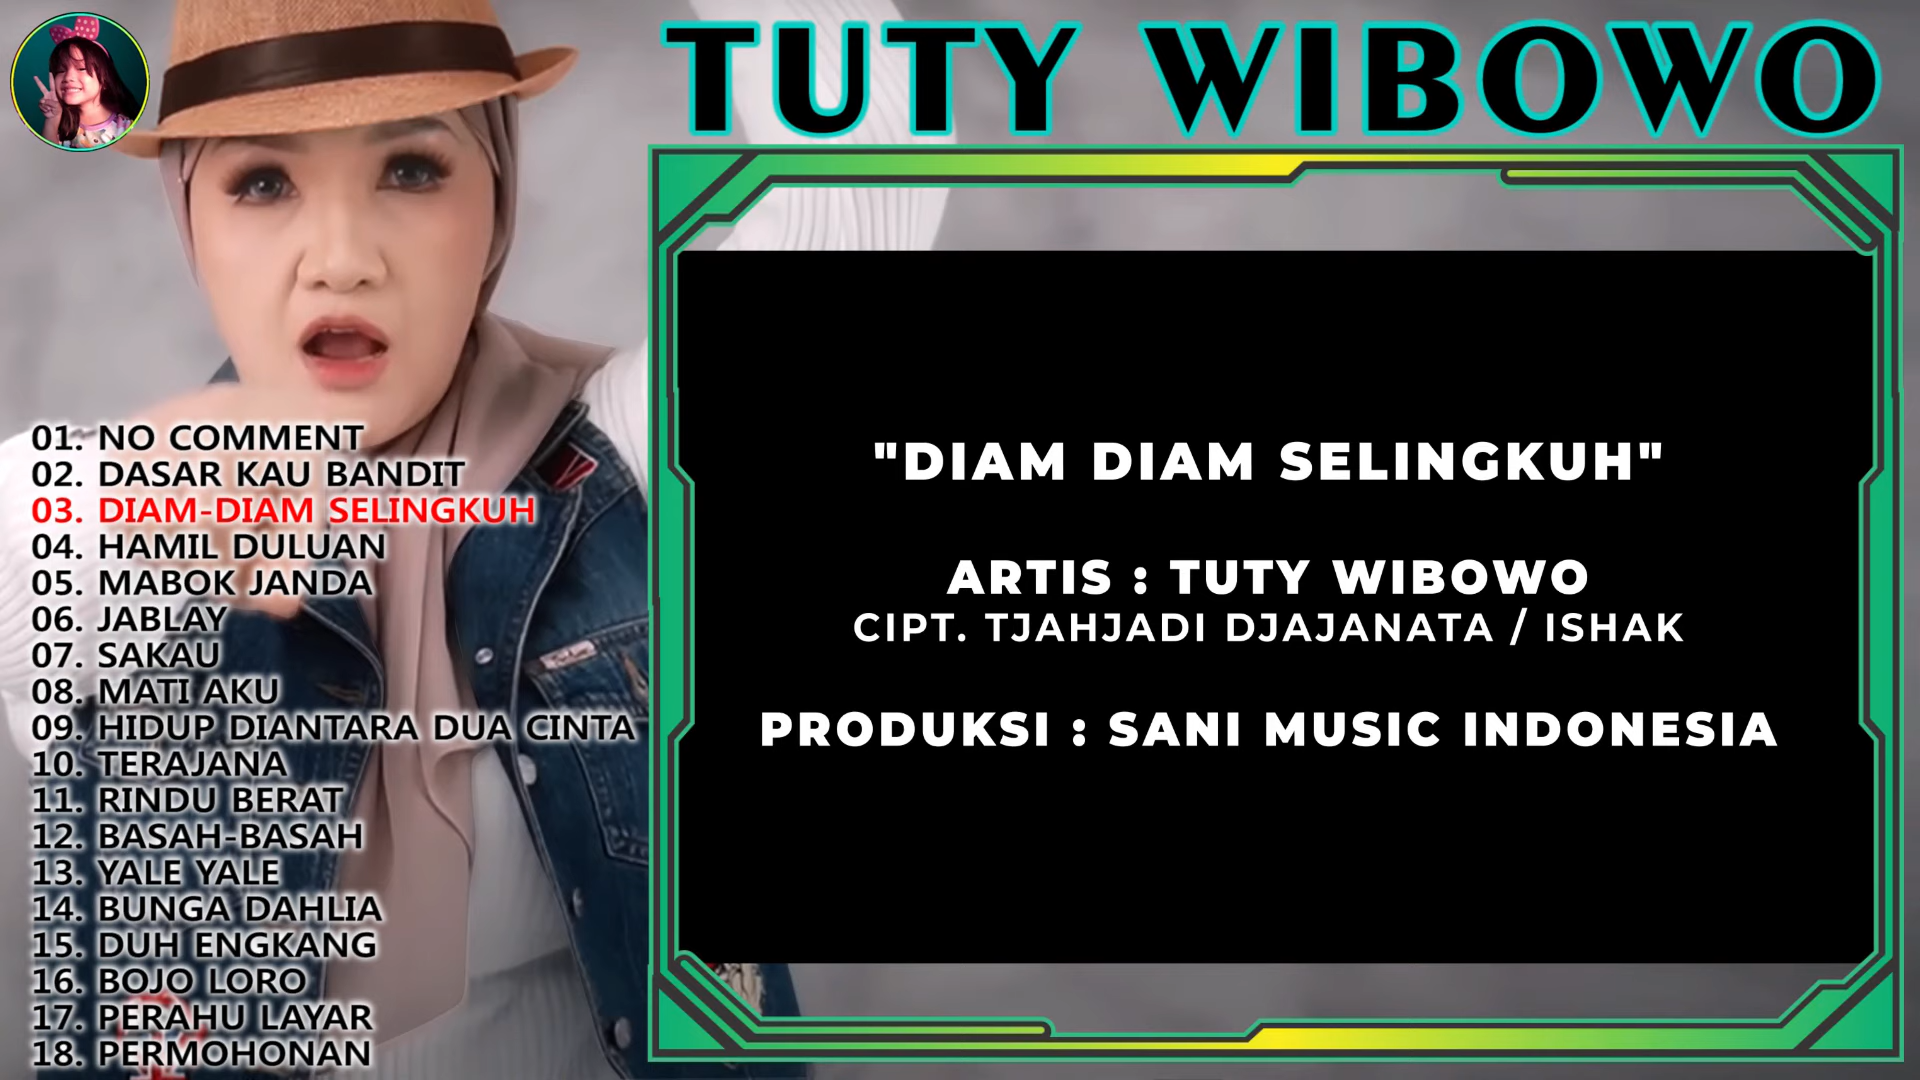 TUTY WIBOWO
01. NO COMMENT
02. DASAR KAU BANDIT
03. DIAM-DIAM SELINGKUH
04. HAMIL DULUAN
05. MABOK JANDA
06. JABLAY
07. SAKAU
08. MATI AKU
09. HIDUP DIANTARA DUA CINTA
10. TERAJANA
11. RINDU BERAT
12. BASAH-BASAH
13. YALE YALE
14. BUNGA DAHLIA
15. DUH ENGKANG
16. BOJO LORO
17. PERAHU LAYAR
18. PERMOHONAN
"DIAM DIAM SELINGKUH"
ARTIS : TUTY WIBOWO
CIPT. TJAHJADI DJAJANATA / ISHAK
PRODUKSI : SANI MUSIC INDONESIA